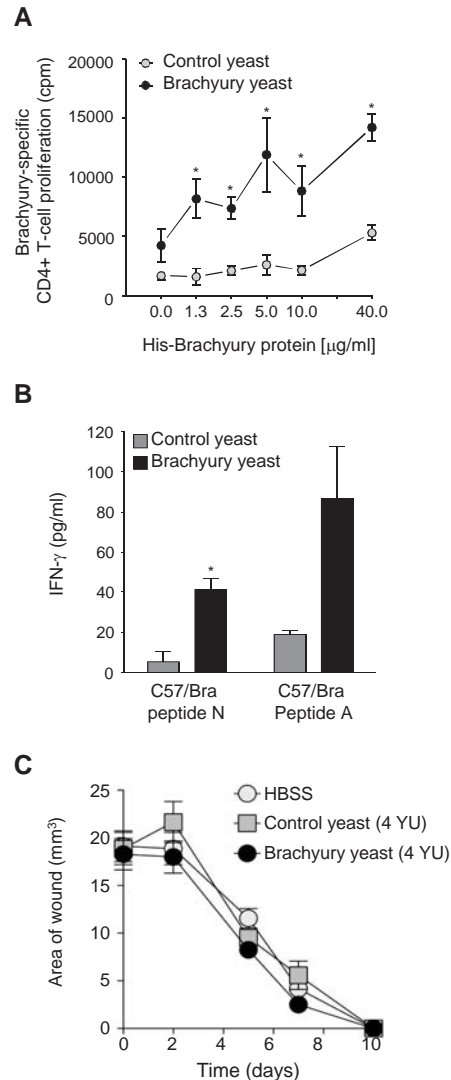 A
Control yeast
Brachyury yeast
Brachyury-specific
CD4+ T-cell proliferation (cpm)
20000
15000
10000
5000
0
* * * * *
0.0 1.3 2.5 5.0 10.0 40.0
His-Brachyury protein [μg/ml]
B
Control yeast
Brachyury yeast
IFN-γ (pg/ml)
120
100
80
60
40
20
0
*
C57/Bra peptide N
C57/Bra Peptide A
C
HBSS
Control yeast (4 YU)
Brachyury yeast (4 YU)
Area of wound (mm³)
25
20
15
10
5
0
0 2 4 6 8 10
Time (days)